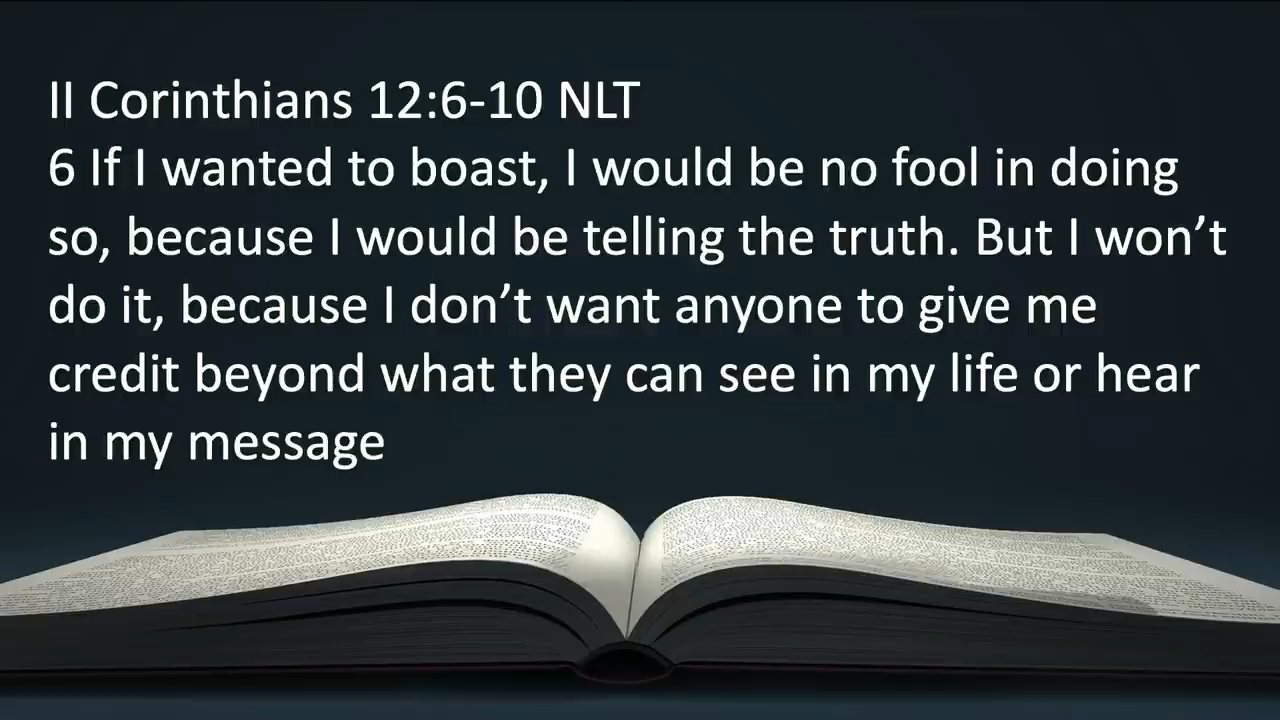 II Corinthians 12:6-10 NLT
6 If I wanted to boast, I would be no fool in doing
so, because I would be telling the truth. But I won’t
do it, because I don’t want anyone to give me
credit beyond what they can see in my life or hear
in my message